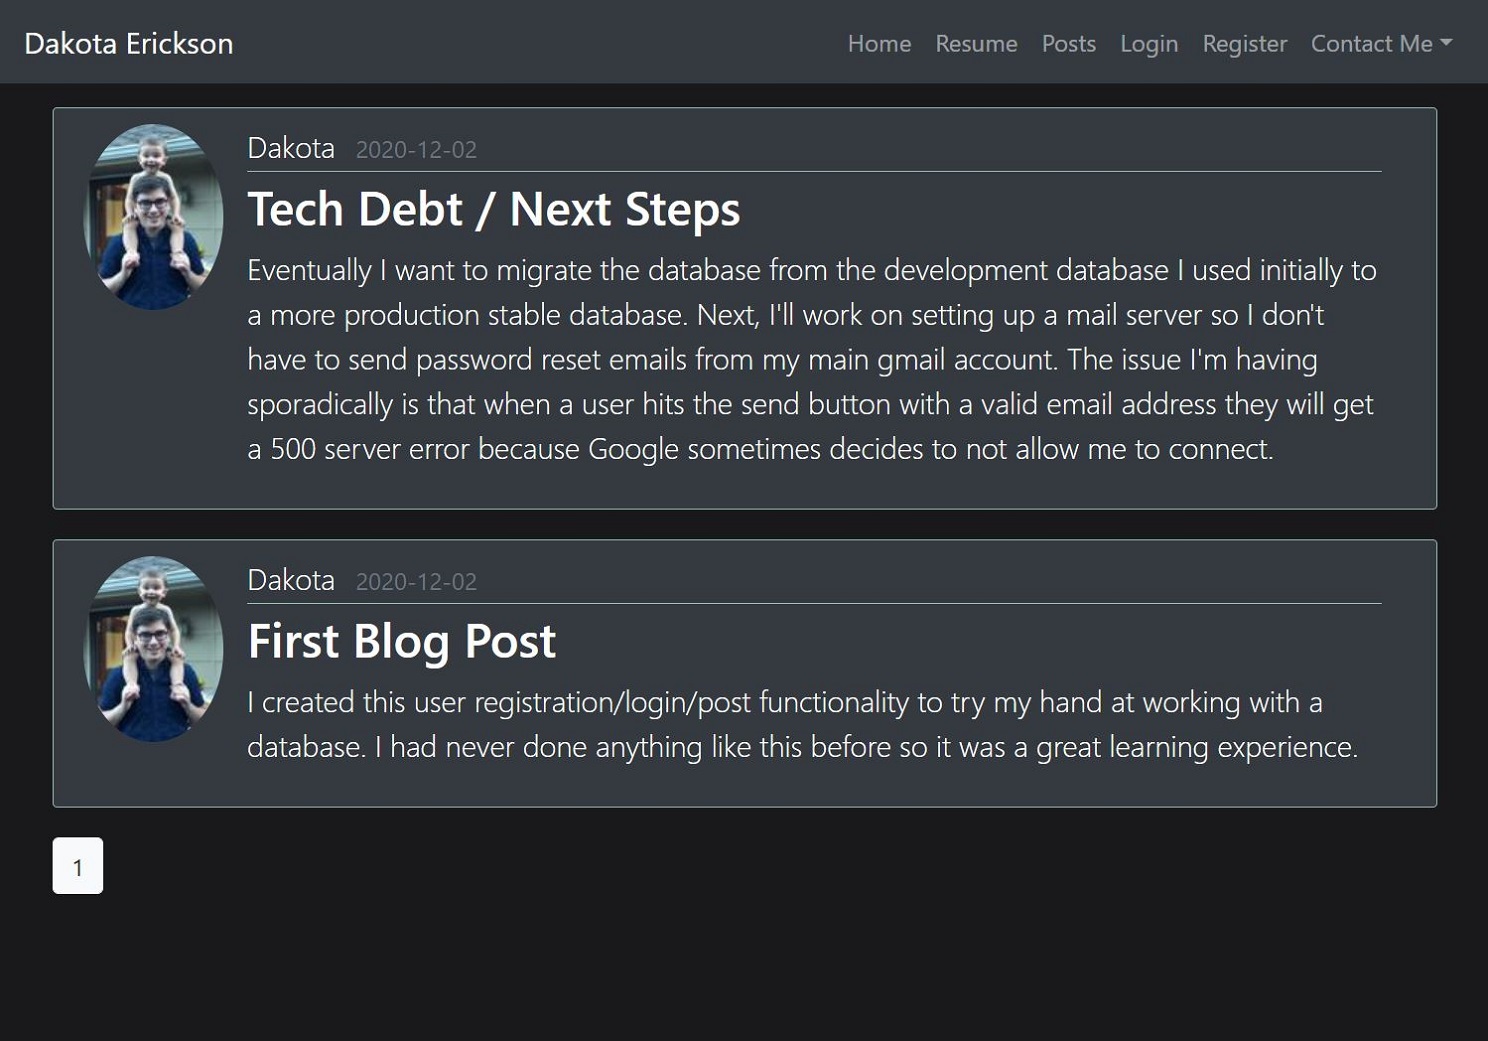 Dakota Erickson
Home Resume Posts Login Register Contact Me
Dakota 2020-12-02
Tech Debt / Next Steps
Eventually I want to migrate the database from the development database I used initially to
a more production stable database. Next, I'll work on setting up a mail server so I don't
have to send password reset emails from my main gmail account. The issue I'm having
sporadically is that when a user hits the send button with a valid email address they will get
a 500 server error because Google sometimes decides to not allow me to connect.
Dakota 2020-12-02
First Blog Post
I created this user registration/login/post functionality to try my hand at working with a
database. I had never done anything like this before so it was a great learning experience.
1